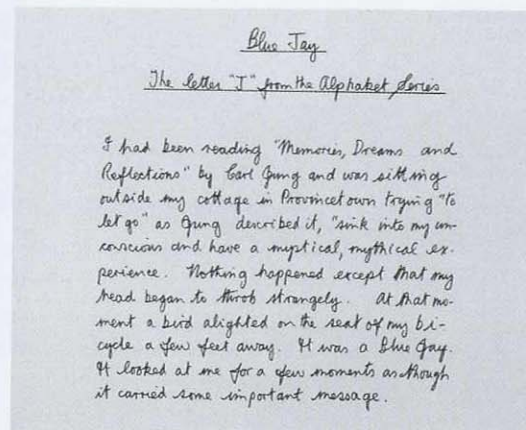 Blue Jay
The letter "J" from the Alphabet Series
I had been reading "Memories, Dreams and
Reflections" by Carl Jung and was sitting
outside my cottage in Provincetown trying "to
let go" as Jung described it, "sink into my un-
conscious and have a mystical, mythical ex-
perience. Nothing happened except that my
head began to throb strangely. At that mo-
ment a bird alighted on the seat of my bi-
cycle a few feet away. It was a Blue Jay.
It looked at me for a few moments as though
it carried some important message.